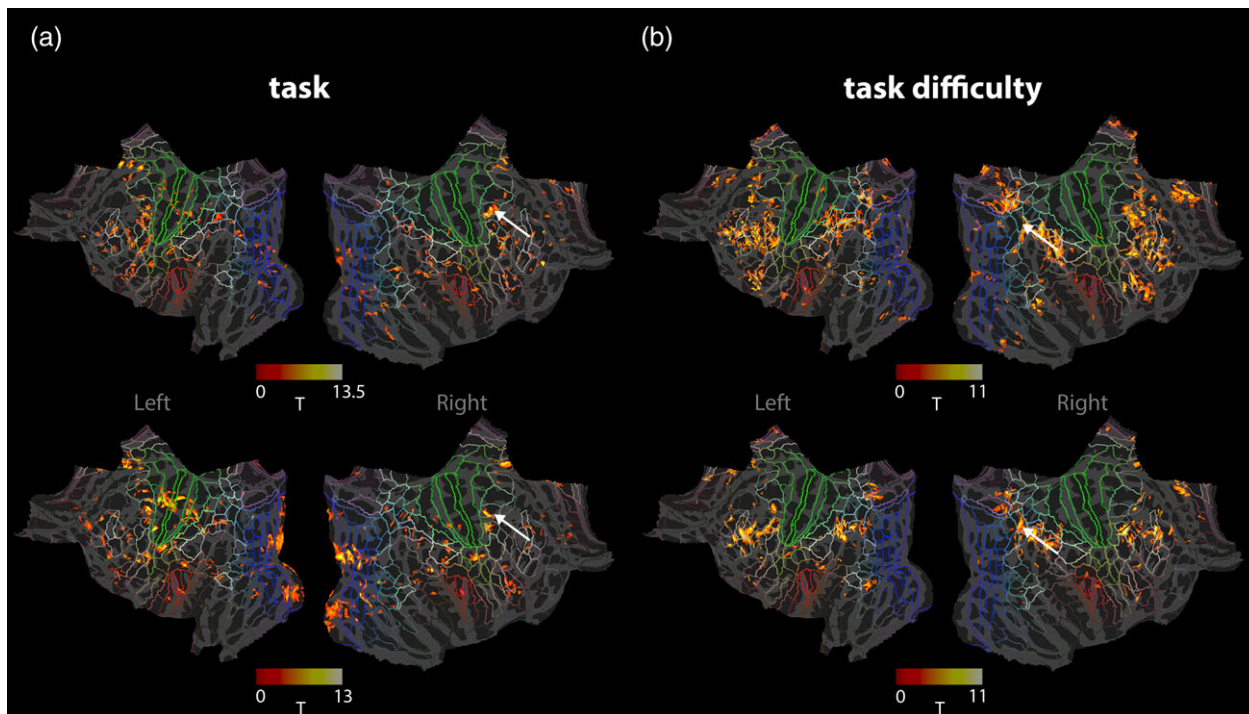 (a)
task
(b)
task difficulty
0 13.5
T
0 11
T
Left Right
Left Right
0 13
T
0 11
T